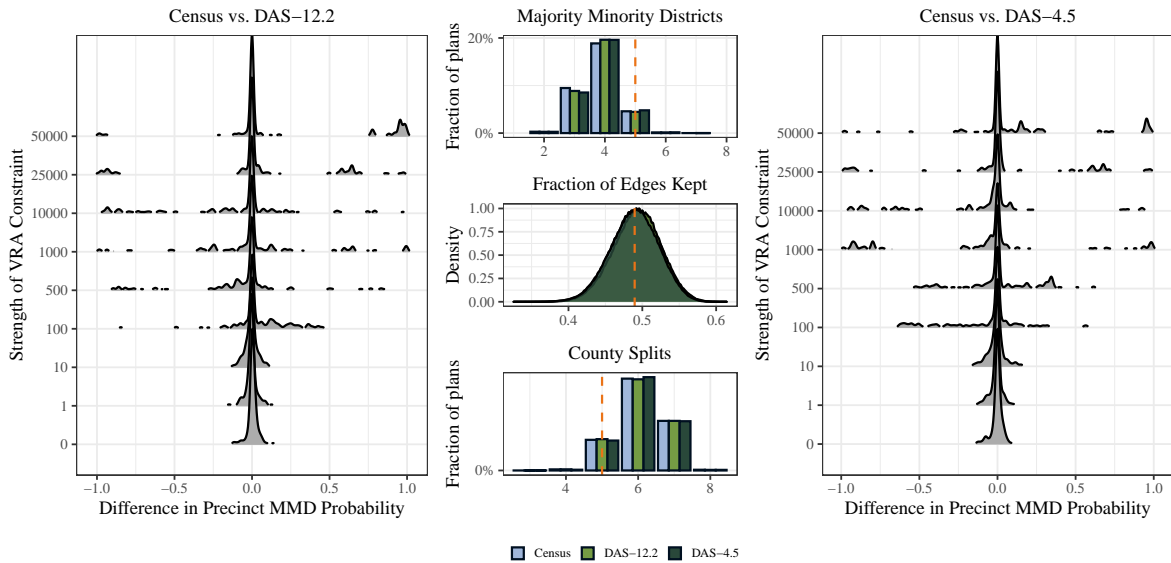 Census vs. DAS−12.2
Strength of VRA Constraint
50000
25000
10000
1000
500
100
10
1
0
−1.0 −0.5 0.0 0.5 1.0
Difference in Precinct MMD Probability
Majority Minority Districts
Fraction of plans
20%
0%
2 4 6 8
Fraction of Edges Kept
Density
1.00
0.75
0.50
0.25
0.00
0.4 0.5 0.6
County Splits
Fraction of plans
0%
4 6 8
Census vs. DAS−4.5
Strength of VRA Constraint
50000
25000
10000
1000
500
100
10
1
0
−1.0 −0.5 0.0 0.5 1.0
Difference in Precinct MMD Probability
Census DAS−12.2 DAS−4.5